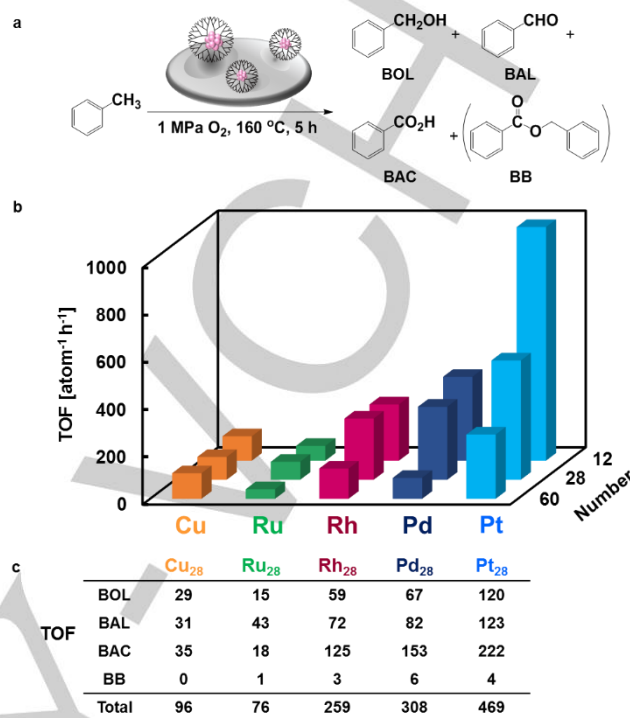 a
CH2OH + CHO +
BOL BAL
CH3
1 MPa O2, 160 °C, 5 h
CO2H + ( O C O )
BAC BB
b
TOF [atom-1 h-1]
1000
800
600
400
200
0
Cu Ru Rh Pd Pt
12
28
60
Number
c
Cu28 Ru28 Rh28 Pd28 Pt28
TOF
BOL 29 15 59 67 120
BAL 31 43 72 82 123
BAC 35 18 125 153 222
BB 0 1 3 6 4
Total 96 76 259 308 469